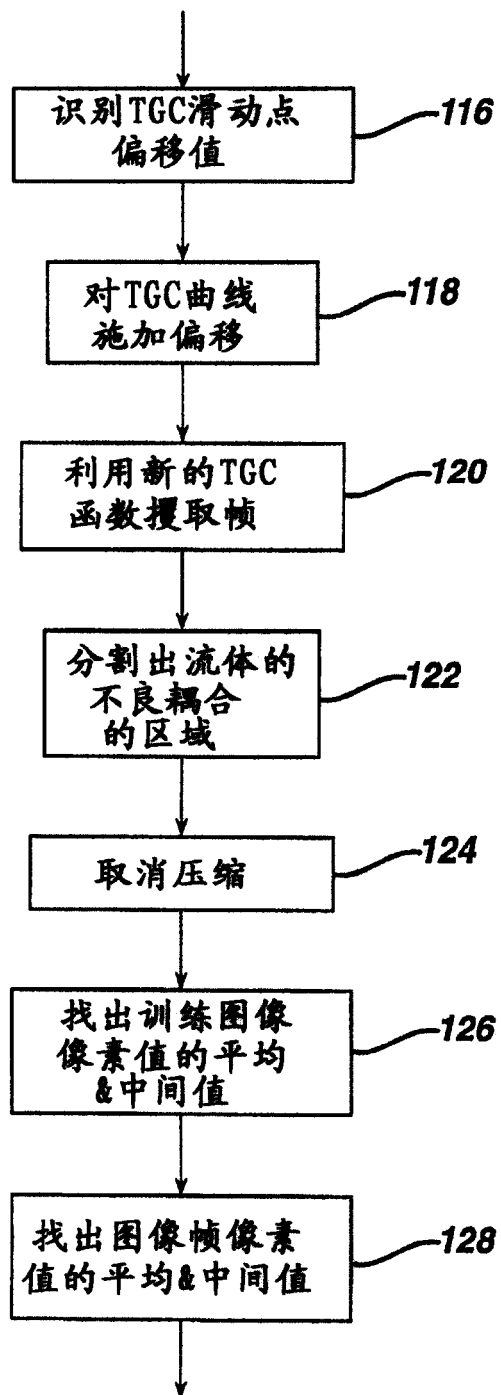 识别TGC滑动点
偏移值
116
对TGC曲线
施加偏移
118
利用新的TGC
函数攫取帧
120
分割出流体的
不良耦合
的区域
122
取消压缩
124
找出训练图像
像素值的平均
&中间值
126
找出图像帧像素
值的平均&中间值
128